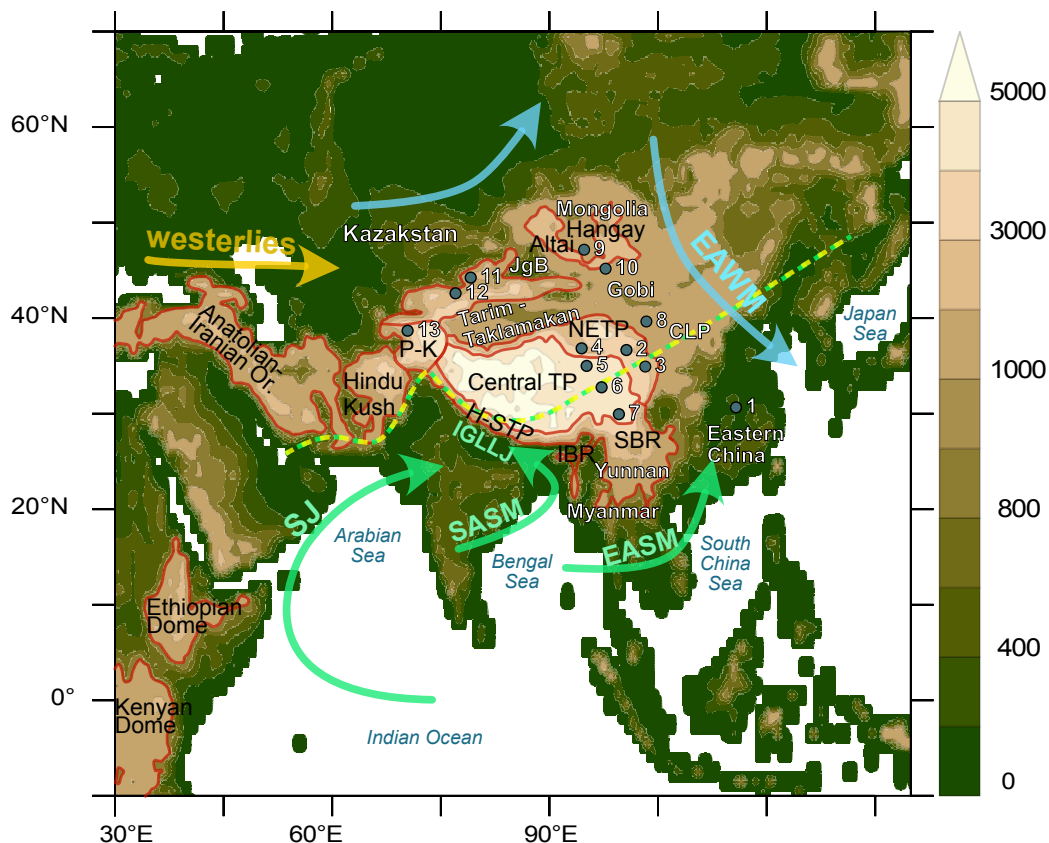 60°N
40°N
20°N
0°
30°E
60°E
90°E
5000
3000
1000
800
400
0
Mongolia
Hangay
Altai
9
Kazakstan
westerlies
JgB
10
Gobi
11
12
EAWM
Tarim -
Taklamakan
Japan
Sea
13
P-K
NETP
8
CLP
4
2
3
5
Anatolian-
Iranian Or.
Hindu
Kush
Central TP
6
7
1
H-STP
IGLLJ
IBR
SBR
Eastern
China
Yunnan
Myanmar
SJ
Arabian
Sea
SASM
Bengal
Sea
EASM
South
China
Sea
Ethiopian
Dome
Kenyan
Dome
Indian Ocean